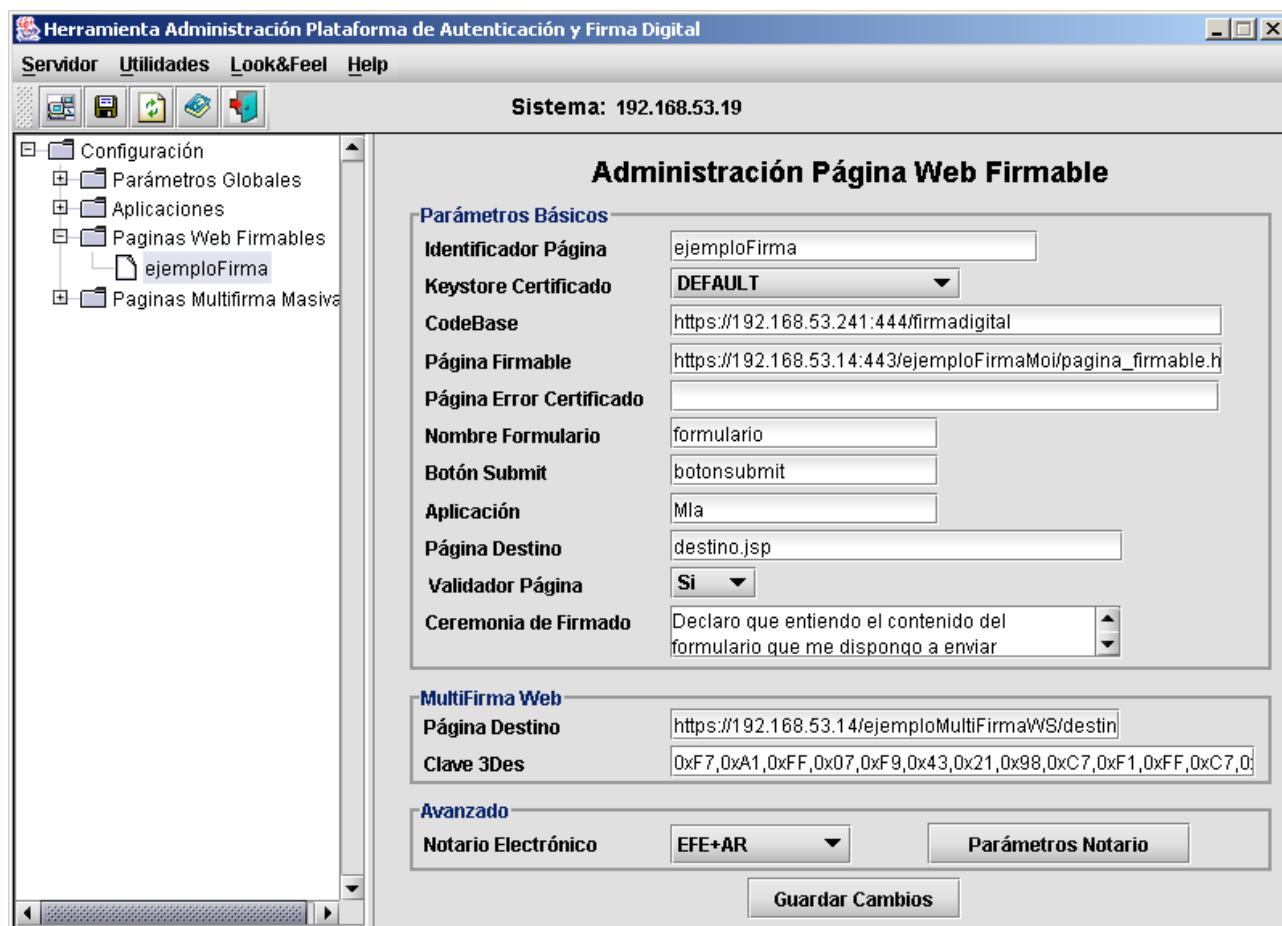 Herramienta Administración Plataforma de Autenticación y Firma Digital
Servidor Utilidades Look&Feel Help
Sistema: 192.168.53.19
Configuración
Parámetros Globales
Aplicaciones
Paginas Web Firmables
ejemploFirma
Paginas Multifirma Masiva
Administración Página Web Firmable
Parámetros Básicos
Identificador Página ejemploFirma
Keystore Certificado DEFAULT
CodeBase https://192.168.53.241:444/firmadigital
Página Firmable https://192.168.53.14:443/ejemploFirmaMoi/pagina_firmable.h
Página Error Certificado
Nombre Formulario formulario
Botón Submit botonsubmit
Aplicación Mla
Página Destino destino.jsp
Validador Página Si
Ceremonia de Firmado Declaro que entiendo el contenido del
formulario que me dispongo a enviar
MultiFirma Web
Página Destino https://192.168.53.14/ejemploMultiFirmaWS/destin
Clave 3Des 0xF7,0xA1,0xFF,0x07,0xF9,0x43,0x21,0x98,0xC7,0xF1,0xFF,0xC7,0
Avanzado
Notario Electrónico EFE+AR Parámetros Notario
Guardar Cambios